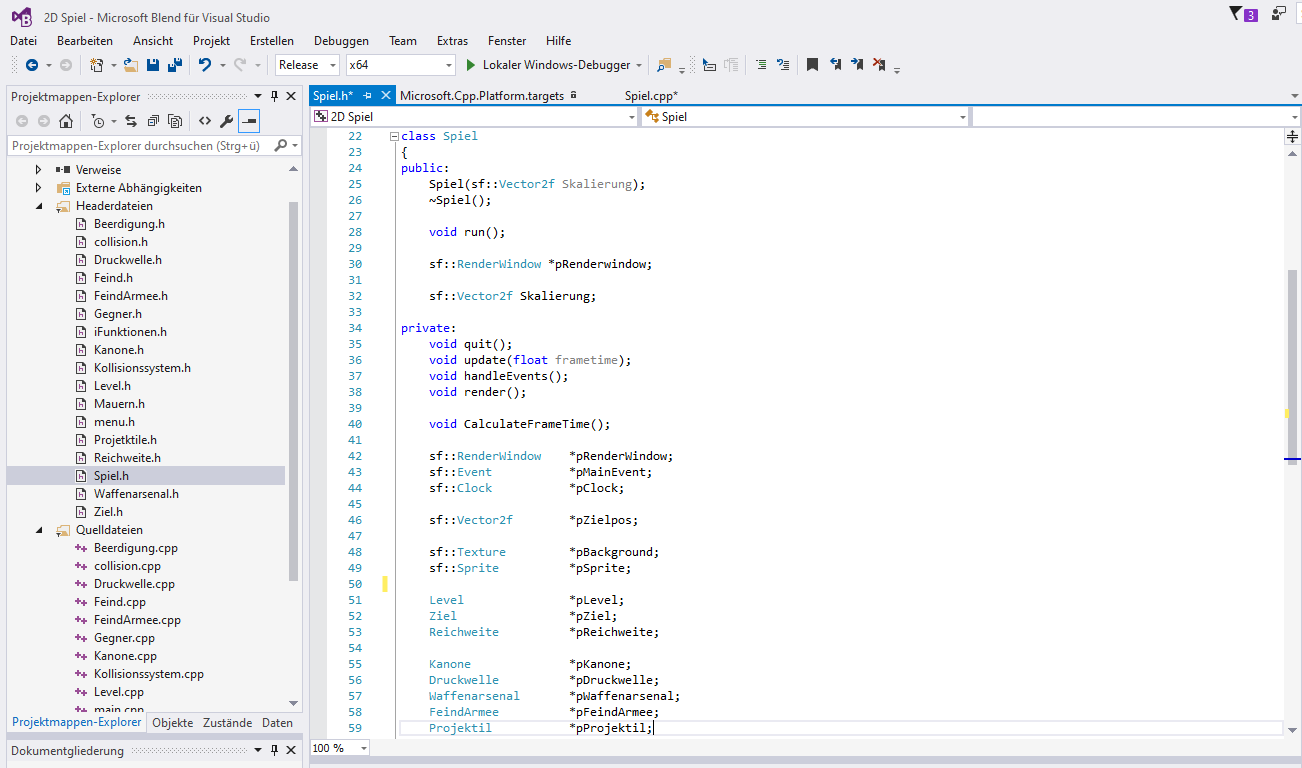 2D Spiel - Microsoft Blend für Visual Studio
3
Datei Bearbeiten Ansicht Projekt Erstellen Debuggen Team Extras Fenster Hilfe
Release x64 Lokaler Windows-Debugger
Projektmappen-Explorer
Projektmappen-Explorer durchsuchen (Strg+ü)
Verweise
Externe Abhängigkeiten
Headerdateien
Beerdigung.h
collision.h
Druckwelle.h
Feind.h
FeindArmee.h
Gegner.h
iFunktionen.h
Kanone.h
Kollisionssystem.h
Level.h
Mauern.h
menu.h
Projetktile.h
Reichweite.h
Spiel.h
Waffenarsenal.h
Ziel.h
Quelldateien
Beerdigung.cpp
collision.cpp
Druckwelle.cpp
Feind.cpp
FeindArmee.cpp
Gegner.cpp
Kanone.cpp
Kollisionssystem.cpp
Level.cpp
main.cpp
Projektmappen-Explorer Objekte Zustände Daten
Dokumentgliederung
Spiel.h* Microsoft.Cpp.Platform.targets Spiel.cpp*
2D Spiel Spiel
22 class Spiel
23 {
24 public:
25 Spiel(sf::Vector2f Skalierung);
26 ~Spiel();
27
28 void run();
29
30 sf::RenderWindow *pRenderwindow;
31
32 sf::Vector2f Skalierung;
33
34 private:
35 void quit();
36 void update(float frametime);
37 void handleEvents();
38 void render();
39
40 void CalculateFrameTime();
41
42 sf::RenderWindow *pRenderWindow;
43 sf::Event *pMainEvent;
44 sf::Clock *pClock;
45
46 sf::Vector2f *pZielpos;
47
48 sf::Texture *pBackground;
49 sf::Sprite *pSprite;
50
51 Level *pLevel;
52 Ziel *pZiel;
53 Reichweite *pReichweite;
54
55 Kanone *pKanone;
56 Druckwelle *pDruckwelle;
57 Waffenarsenal *pWaffenarsenal;
58 FeindArmee *pFeindArmee;
59 Projektil *pProjektil;
100 %